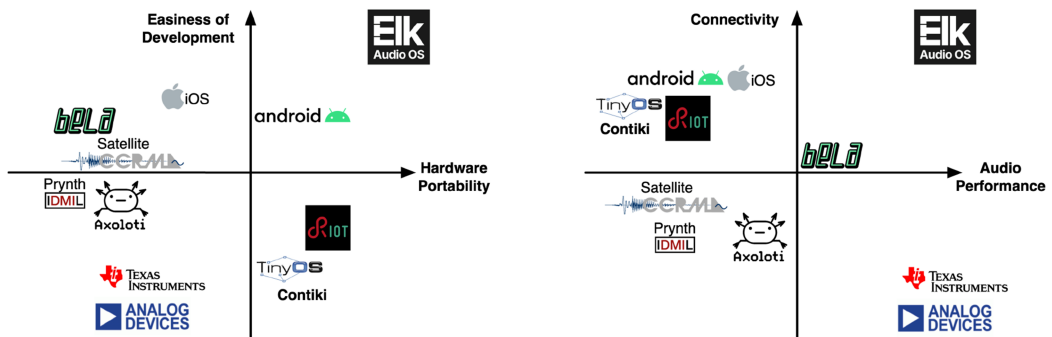 Easiness of
Development
Elk
Audio OS
iOS
android
bela
Satellite
CCRMA
Hardware
Portability
Prynth
IDMIL
Axoloti
RIOT
TinyOS
Contiki
TEXAS
INSTRUMENTS
ANALOG
DEVICES
Connectivity
Elk
Audio OS
android
iOS
TinyOS
Contiki
RIOT
bela
Audio
Performance
Satellite
CCRMA
Prynth
IDMIL
Axoloti
TEXAS
INSTRUMENTS
ANALOG
DEVICES